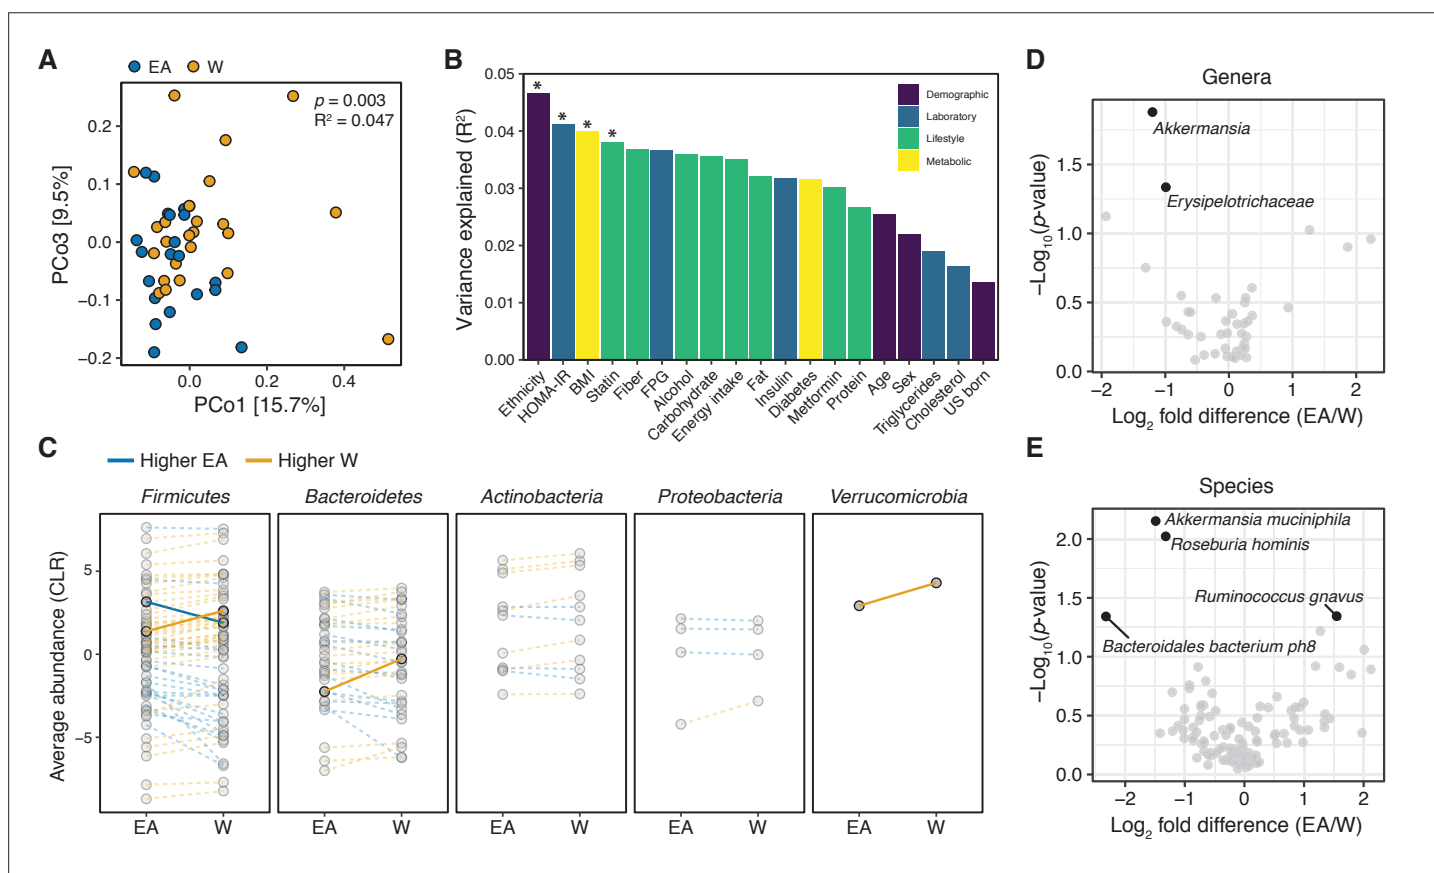 A
EA W
p = 0.003
R² = 0.047
PCo3 [9.5%]
0.2
0.1
0.0
−0.1
−0.2
0.0 0.2 0.4
PCo1 [15.7%]
B
Variance explained (R²)
0.05
0.04
0.03
0.02
0.01
0.00
* * * *
Demographic
Laboratory
Lifestyle
Metabolic
Ethnicity
HOMA-IR
BMI
Statin
Fiber
FPG
Alcohol
Carbohydrate
Energy intake
Fat
Insulin
Diabetes
Metformin
Protein
Age
Sex
Triglycerides
Cholesterol
US born
C
Higher EA Higher W
Firmicutes Bacteroidetes Actinobacteria Proteobacteria Verrucomicrobia
Average abundance (CLR)
5
0
−5
EA W EA W EA W EA W EA W
D
Genera
Akkermansia
Erysipelotrichaceae
−Log₁₀(p-value)
1.5
1.0
0.5
0.0
−2 −1 0 1 2
Log₂ fold difference (EA/W)
E
Species
Akkermansia muciniphila
Roseburia hominis
Ruminococcus gnavus
Bacteroidales bacterium ph8
−Log₁₀(p-value)
2.0
1.5
1.0
0.5
0.0
−2 −1 0 1 2
Log₂ fold difference (EA/W)